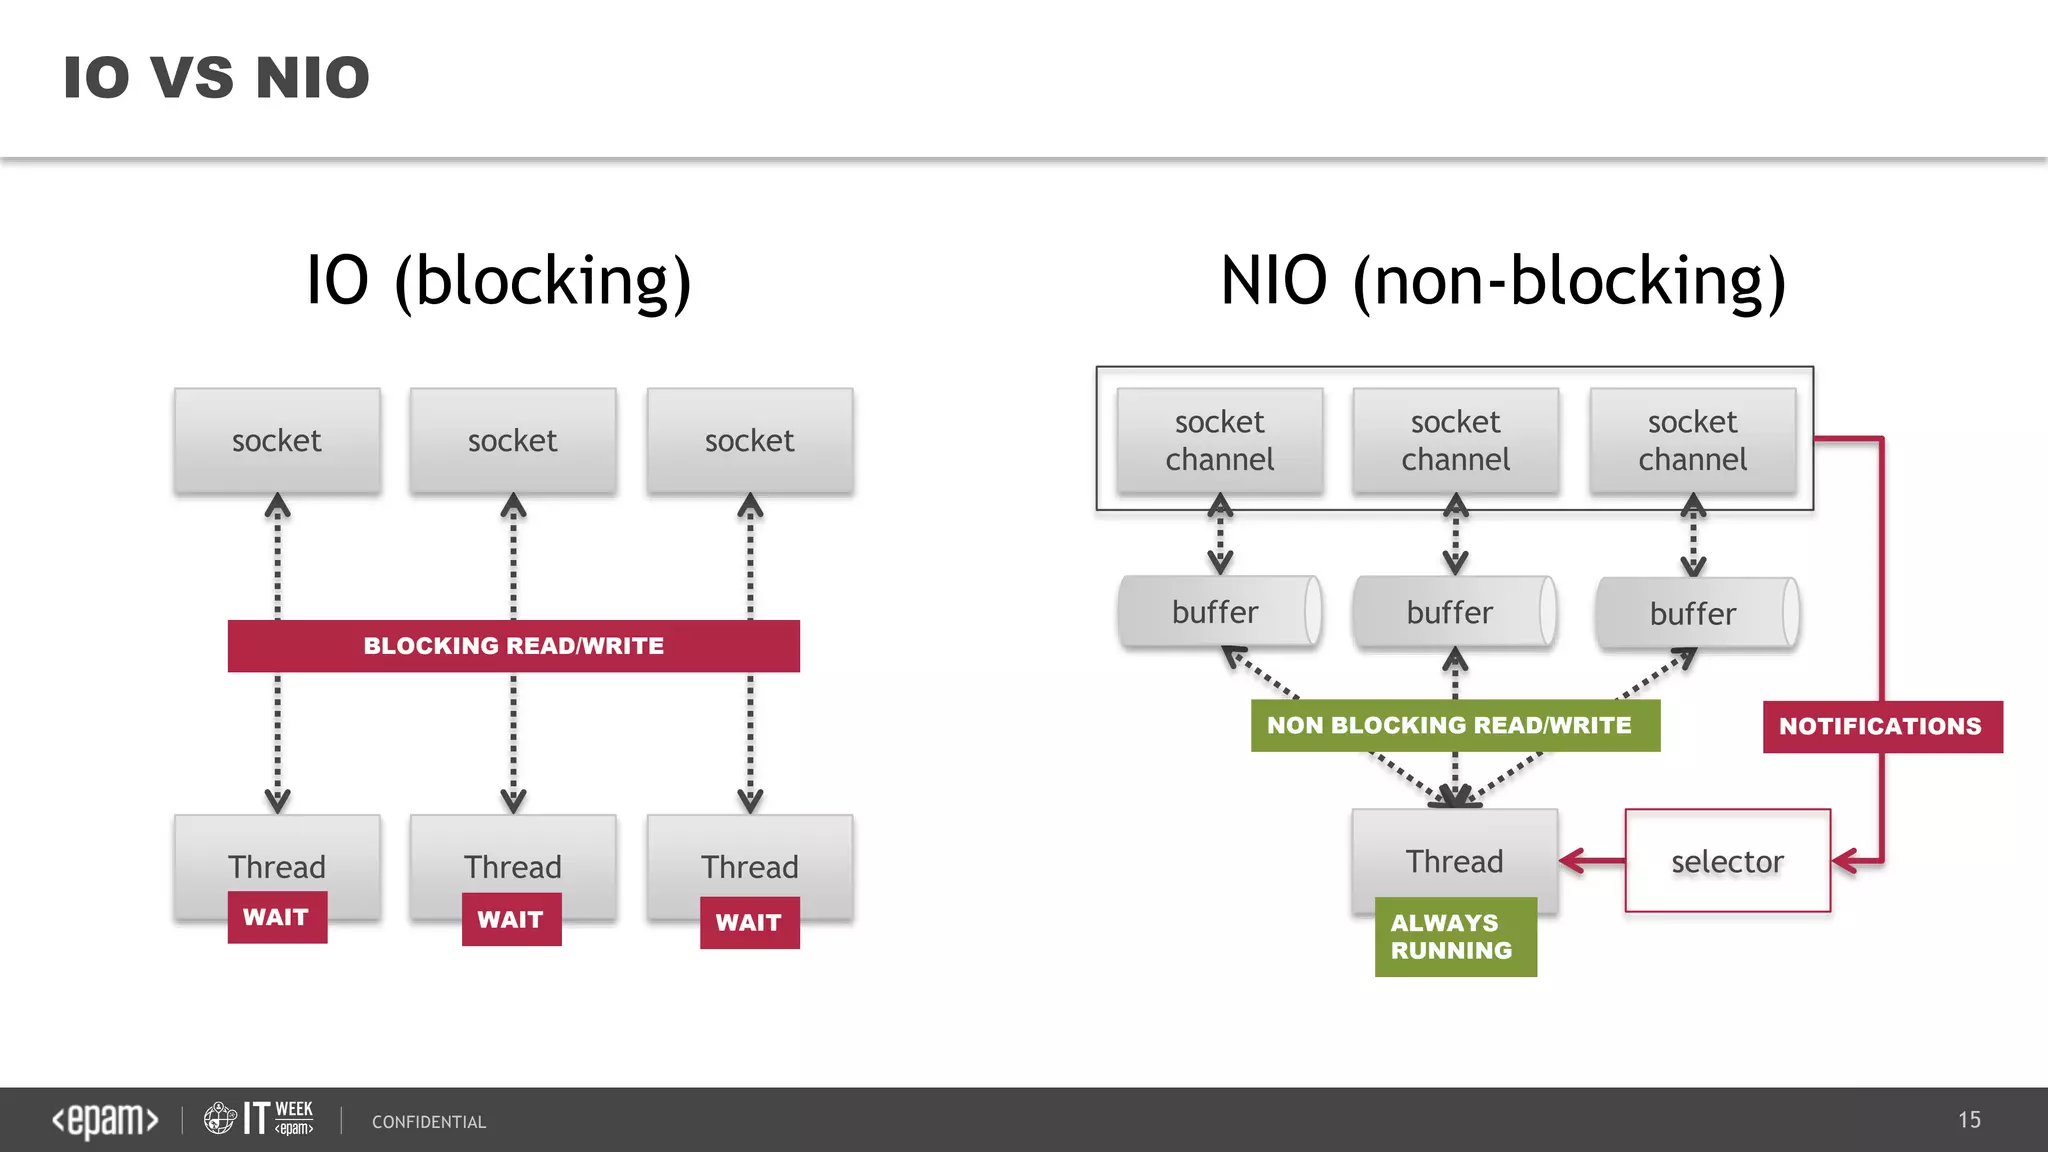 IO VS NIO
IO (blocking)
socket
socket
socket
BLOCKING READ/WRITE
Thread
Thread
Thread
WAIT
WAIT
WAIT
NIO (non-blocking)
socket
channel
socket
channel
socket
channel
buffer
buffer
buffer
NON BLOCKING READ/WRITE
NOTIFICATIONS
Thread
selector
ALWAYS
RUNNING
<epam>
IT WEEK
<epam>
CONFIDENTIAL
15